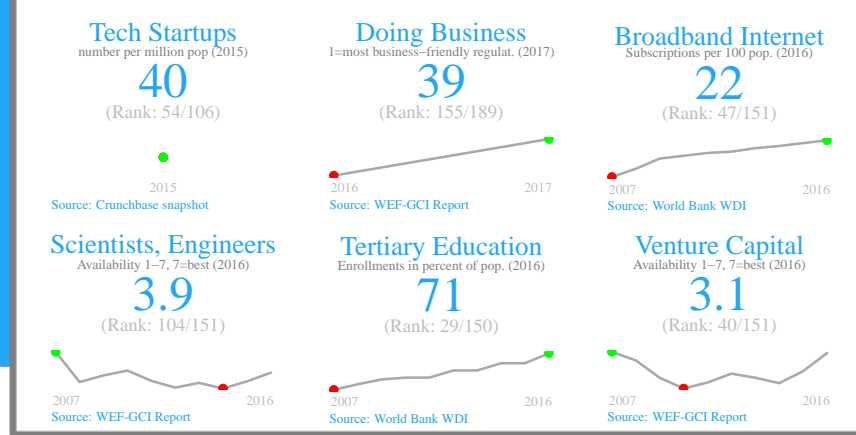 Tech Startups
number per million pop (2015)
40
(Rank: 54/106)
2015
Source: Crunchbase snapshot
Doing Business
1=most business–friendly regulat. (2017)
39
(Rank: 155/189)
2016 2017
Source: WEF-GCI Report
Broadband Internet
Subscriptions per 100 pop. (2016)
22
(Rank: 47/151)
2007 2016
Source: World Bank WDI
Scientists, Engineers
Availability 1–7, 7=best (2016)
3.9
(Rank: 104/151)
2007 2016
Source: WEF-GCI Report
Tertiary Education
Enrollments in percent of pop. (2016)
71
(Rank: 29/150)
2007 2016
Source: World Bank WDI
Venture Capital
Availability 1–7, 7=best (2016)
3.1
(Rank: 40/151)
2007 2016
Source: WEF-GCI Report